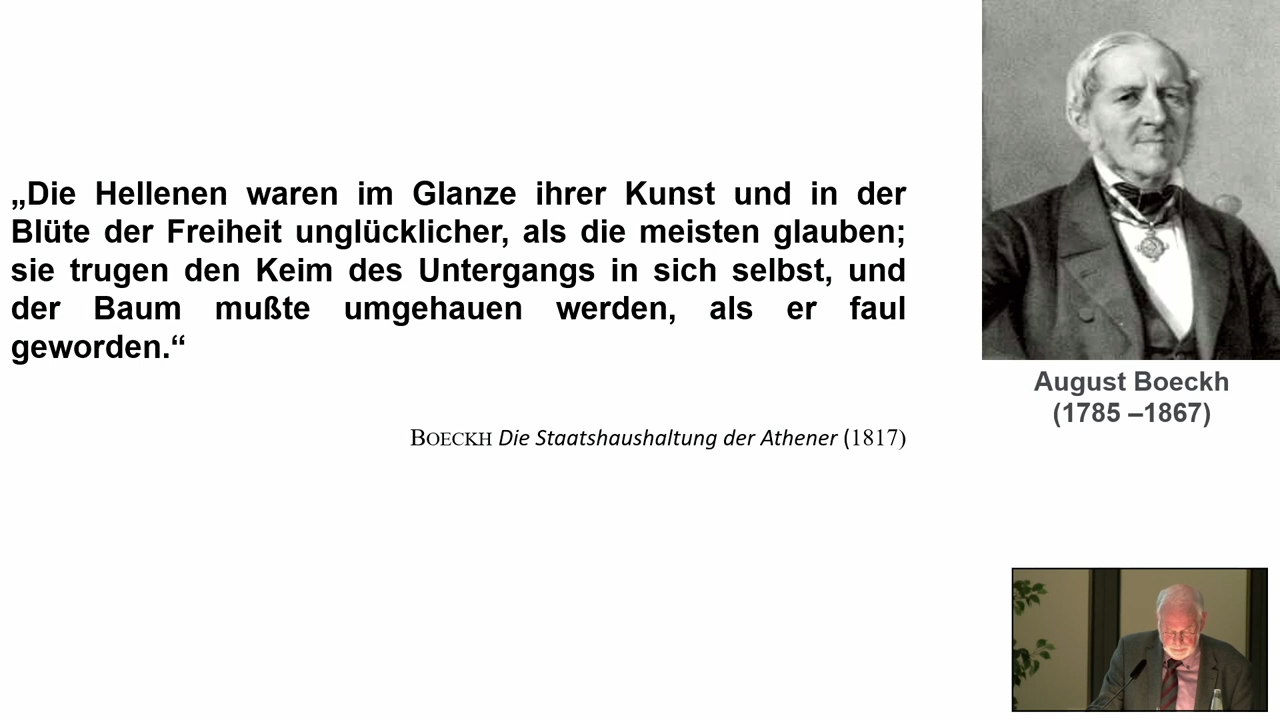 „Die Hellenen waren im Glanze ihrer Kunst und in der
Blüte der Freiheit unglücklicher, als die meisten glauben;
sie trugen den Keim des Untergangs in sich selbst, und
der Baum mußte umgehauen werden, als er faul
geworden.“
BOECKH Die Staatshaushaltung der Athener (1817)
August Boeckh
(1785 –1867)